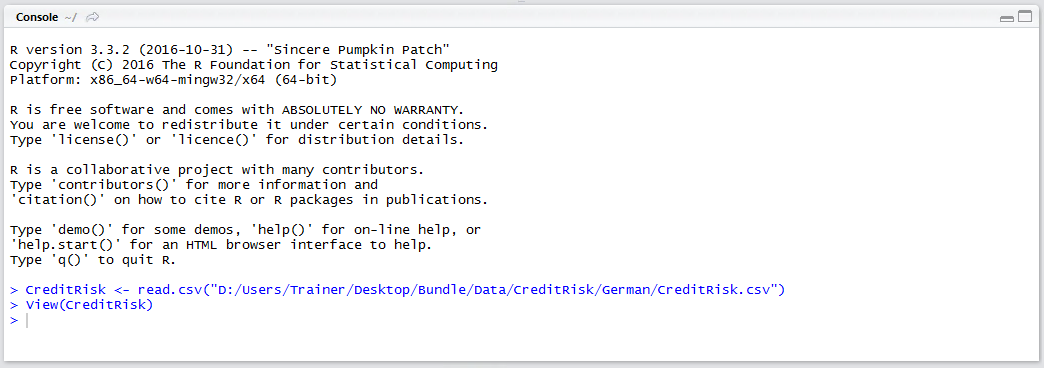 Console ~/
R version 3.3.2 (2016-10-31) -- "Sincere Pumpkin Patch"
Copyright (C) 2016 The R Foundation for Statistical Computing
Platform: x86_64-w64-mingw32/x64 (64-bit)
R is free software and comes with ABSOLUTELY NO WARRANTY.
You are welcome to redistribute it under certain conditions.
Type 'license()' or 'licence()' for distribution details.
R is a collaborative project with many contributors.
Type 'contributors()' for more information and
'citation()' on how to cite R or R packages in publications.
Type 'demo()' for some demos, 'help()' for on-line help, or
'help.start()' for an HTML browser interface to help.
Type 'q()' to quit R.
> CreditRisk <- read.csv("D:/Users/Trainer/Desktop/Bundle/Data/CreditRisk/German/CreditRisk.csv")
> View(CreditRisk)
>